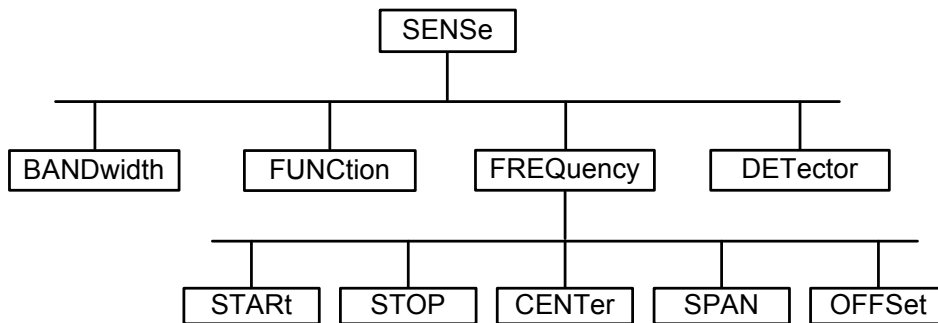 SENSe
BANDwidth FUNCtion FREQuency DETector
STARt STOP CENTer SPAN OFFSet